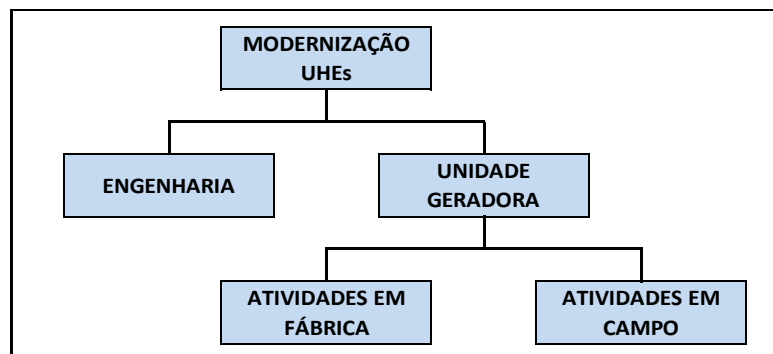 MODERNIZAÇÃO
UHEs
ENGENHARIA
UNIDADE
GERADORA
ATIVIDADES EM
FÁBRICA
ATIVIDADES EM
CAMPO